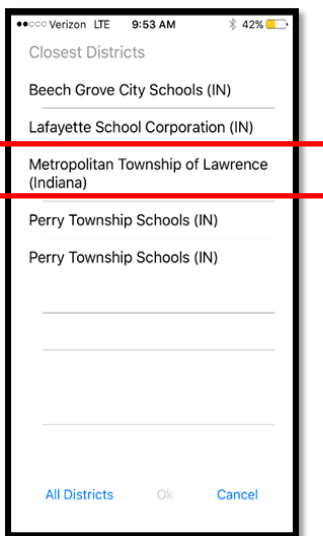 Verizon LTE 9:53 AM 42%
Closest Districts
Beech Grove City Schools (IN)
Lafayette School Corporation (IN)
Metropolitan Township of Lawrence
(Indiana)
Perry Township Schools (IN)
Perry Township Schools (IN)
All Districts Ok Cancel